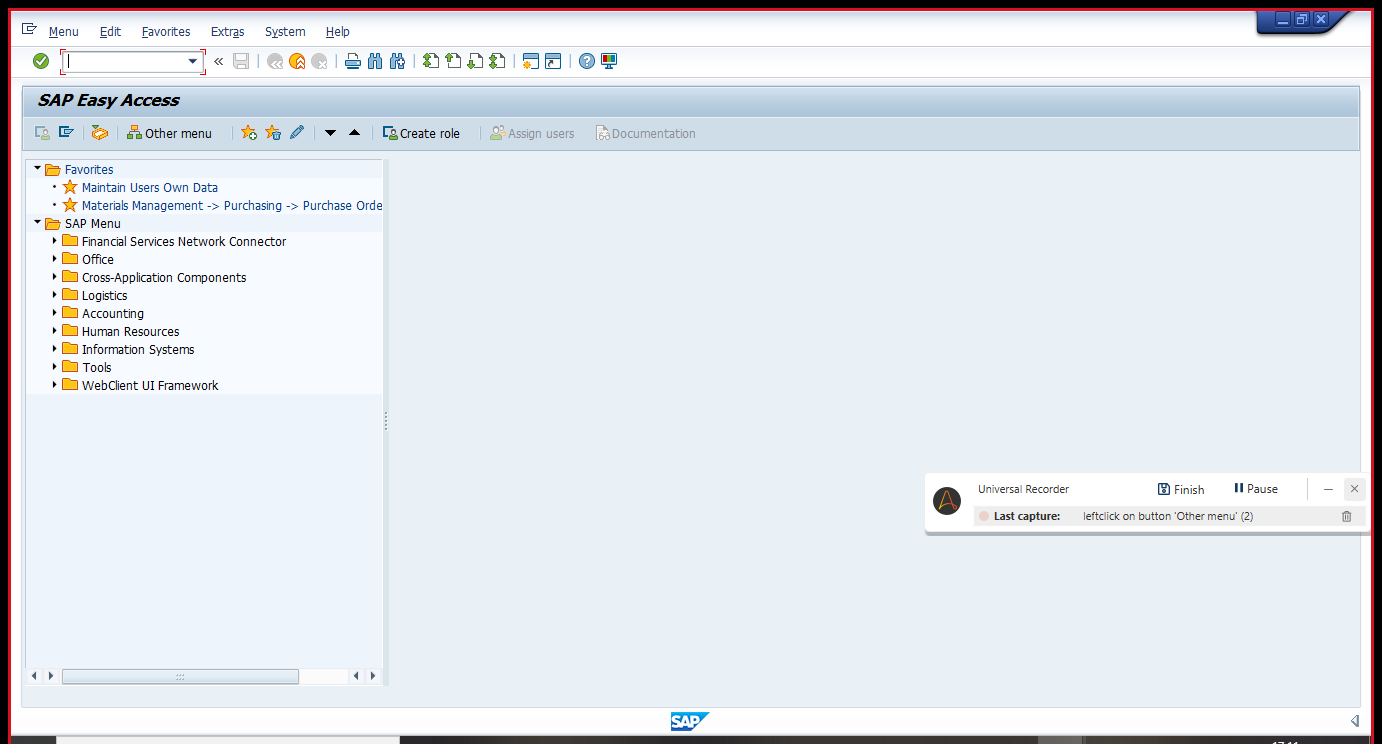 Menu Edit Favorites Extras System Help
SAP Easy Access
Other menu Create role Assign users Documentation
Favorites
Maintain Users Own Data
Materials Management -> Purchasing -> Purchase Orde
SAP Menu
Financial Services Network Connector
Office
Cross-Application Components
Logistics
Accounting
Human Resources
Information Systems
Tools
WebClient UI Framework
Universal Recorder Finish Pause
Last capture: leftclick on button 'Other menu' (2)
SAP